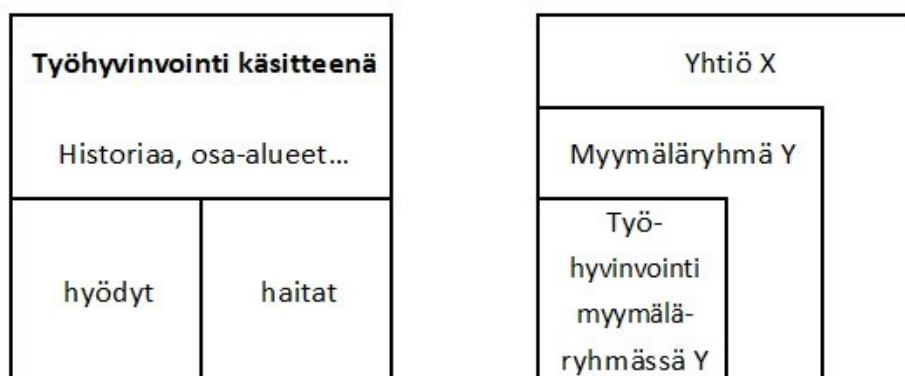 Työhyvinvointi käsitteenä
Historiaa, osa-alueet...
hyödyt
haitat
Yhtiö X
Myymäläryhmä Y
Työ-
hyvinvointi
myymälä-
ryhmässä Y